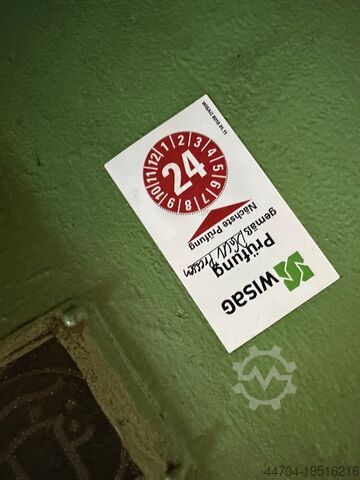 WISAG
Prüfung
gemäß
Nächste Prüfung
24
1 2 3 4 5 6 7 8 9 10 11 12
44704-19516216